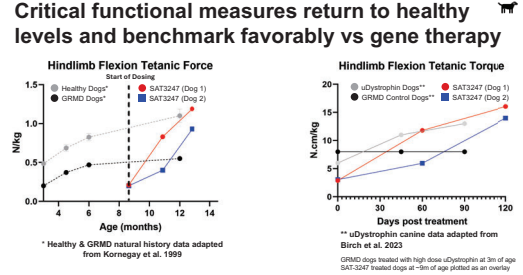 Critical functional measures return to healthy
levels and benchmark favorably vs gene therapy
Hindlimb Flexion Tetanic Force
Start of Dosing
Healthy Dogs* SAT3247 (Dog 1)
GRMD Dogs* SAT3247 (Dog 2)
N/kg
1.5
1.0
0.5
0.0
4 6 8 10 12 14
Age (months)
* Healthy & GRMD natural history data adapted
from Kornegay et al. 1999
Hindlimb Flexion Tetanic Torque
uDystrophin Dogs** SAT3247 (Dog 1)
GRMD Control Dogs** SAT3247 (Dog 2)
N.cm/kg
20
15
10
5
0
0 30 60 90 120
Days post treatment
** uDystrophin canine data adapted from
Birch et al. 2023
GRMD dogs treated with high dose uDystrophin at 3m of age
SAT-3247 treated dogs at ~9m of age plotted as an overlay